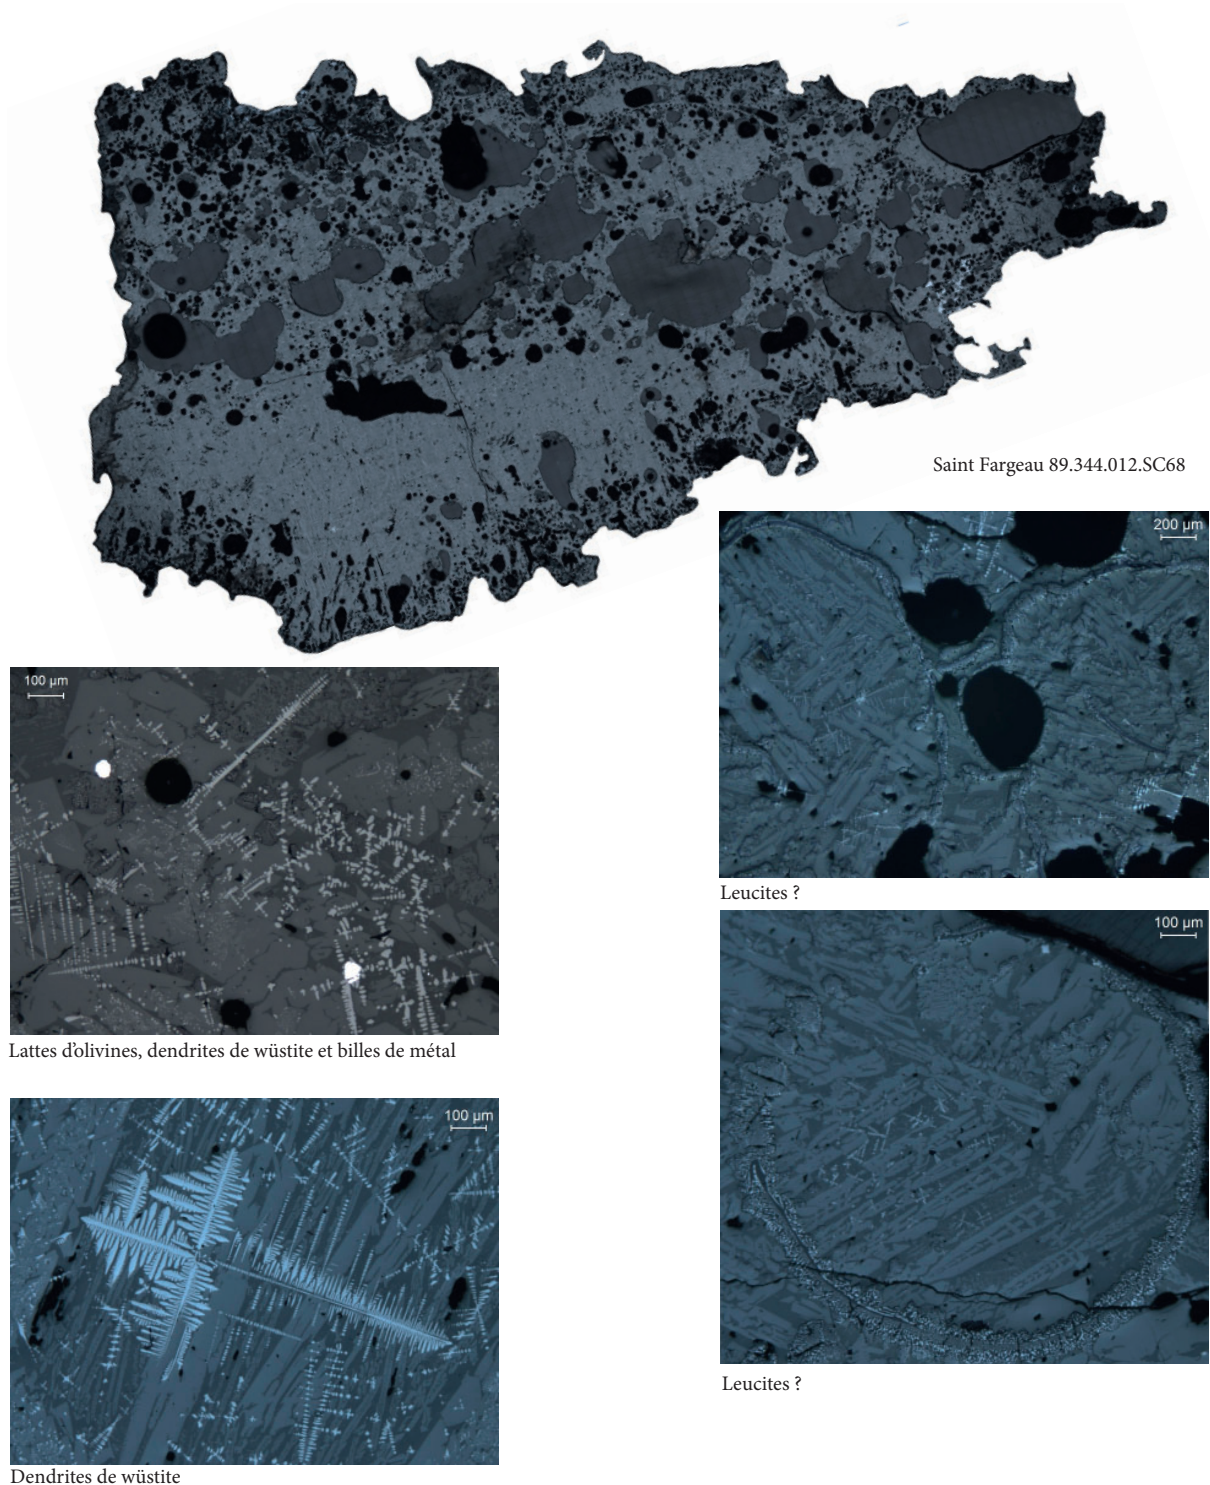 Saint Fargeau 89.344.012.SC68
200 µm
100 µm
Leucites ?
100 µm
Lattes d'olivines, dendrites de wüstite et billes de métal
100 µm
Leucites ?
Dendrites de wüstite